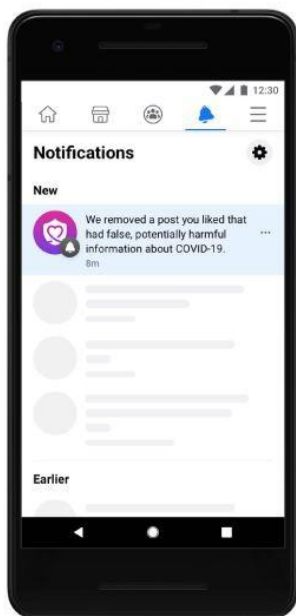 12:30
Notifications
New
We removed a post you liked that
had false, potentially harmful
information about COVID-19.
8m
Earlier